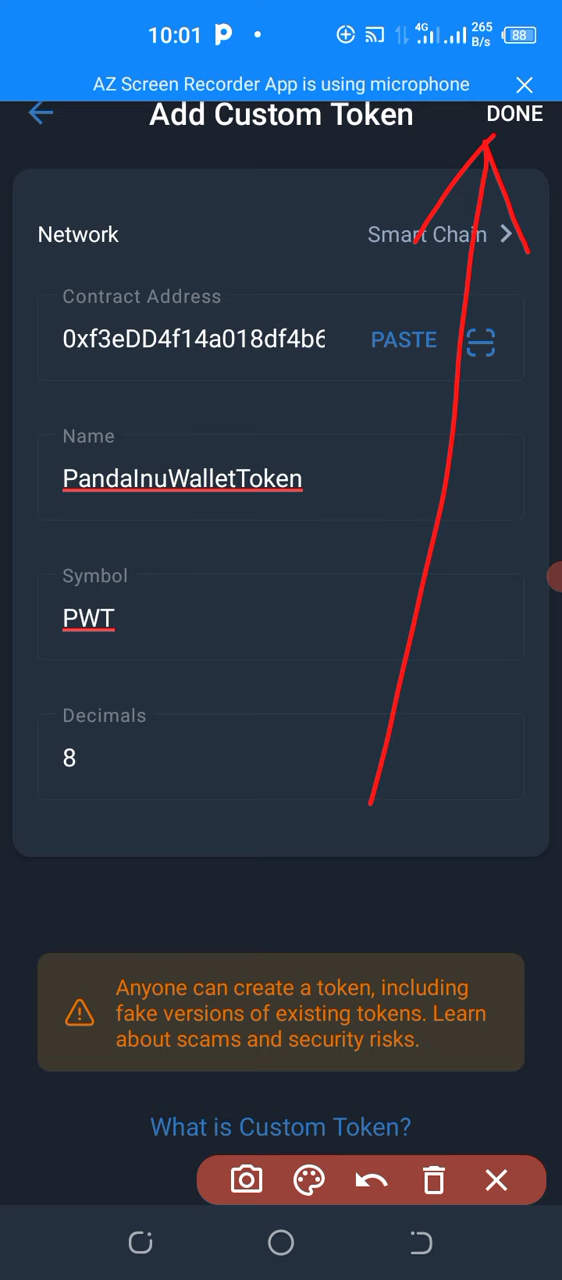 10:01
4G
265
B/s
88
AZ Screen Recorder App is using microphone
Add Custom Token
DONE
Network
Smart Chain
Contract Address
0xf3eDD4f14a018df4b6
PASTE
Name
PandaInuWalletToken
Symbol
PWT
Decimals
8
Anyone can create a token, including
fake versions of existing tokens. Learn
about scams and security risks.
What is Custom Token?